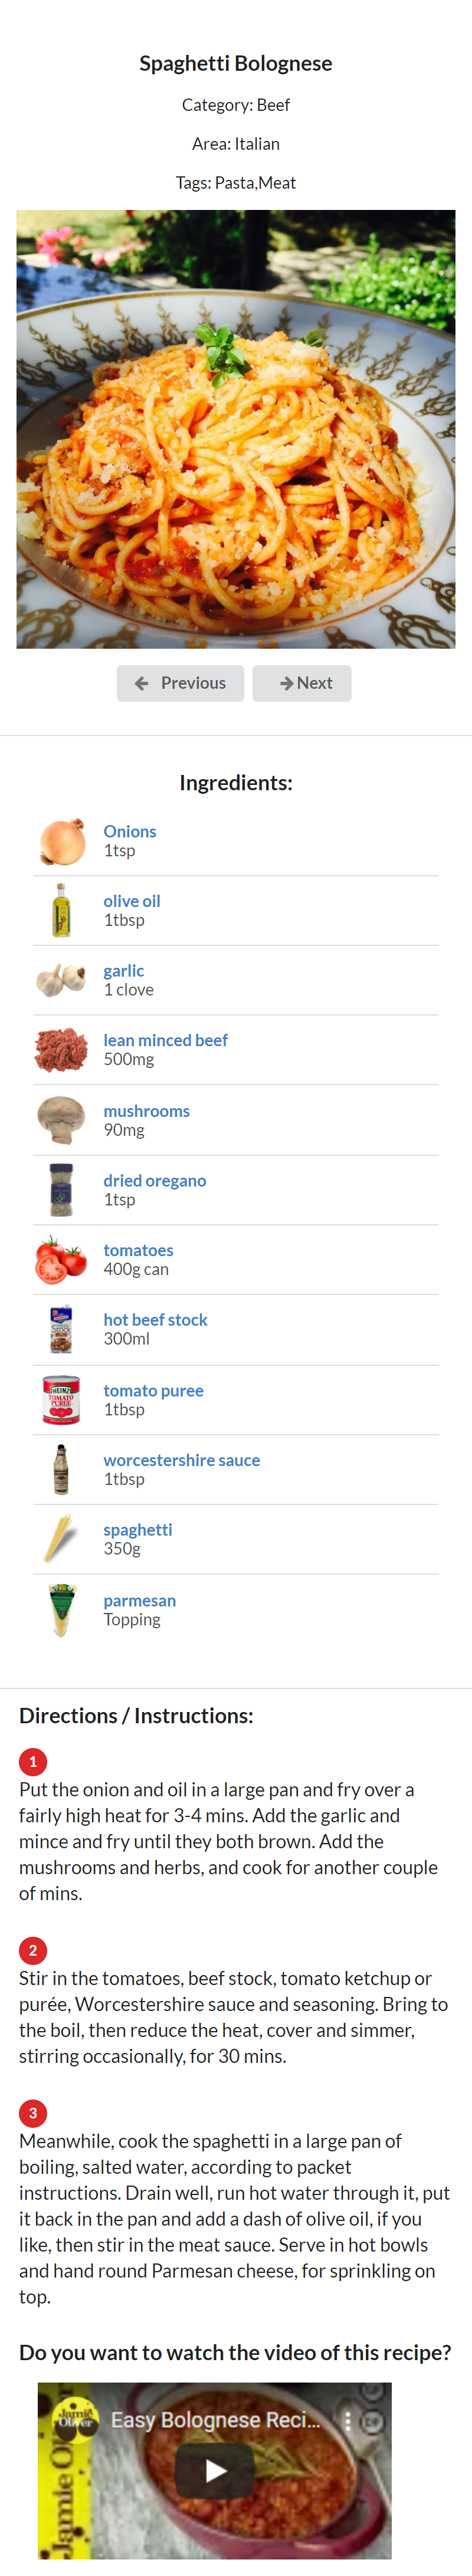 Spaghetti Bolognese
Category: Beef
Area: Italian
Tags: Pasta,Meat
Previous
Next
Ingredients:
Onions
1tsp
olive oil
1tbsp
garlic
1 clove
lean minced beef
500mg
mushrooms
90mg
dried oregano
1tsp
tomatoes
400g can
hot beef stock
300ml
Stock
tomato puree
1tbsp
HEINZ
TOMATO
PUREE
worcestershire sauce
1tbsp
spaghetti
350g
parmesan
Topping
Directions / Instructions:
1
Put the onion and oil in a large pan and fry over a
fairly high heat for 3-4 mins. Add the garlic and
mince and fry until they both brown. Add the
mushrooms and herbs, and cook for another couple
of mins.
2
Stir in the tomatoes, beef stock, tomato ketchup or
purée, Worcestershire sauce and seasoning. Bring to
the boil, then reduce the heat, cover and simmer,
stirring occasionally, for 30 mins.
3
Meanwhile, cook the spaghetti in a large pan of
boiling, salted water, according to packet
instructions. Drain well, run hot water through it, put
it back in the pan and add a dash of olive oil, if you
like, then stir in the meat sauce. Serve in hot bowls
and hand round Parmesan cheese, for sprinkling on
top.
Do you want to watch the video of this recipe?
Jamie
Oliver
Easy Bolognese Reci...
Jamie O